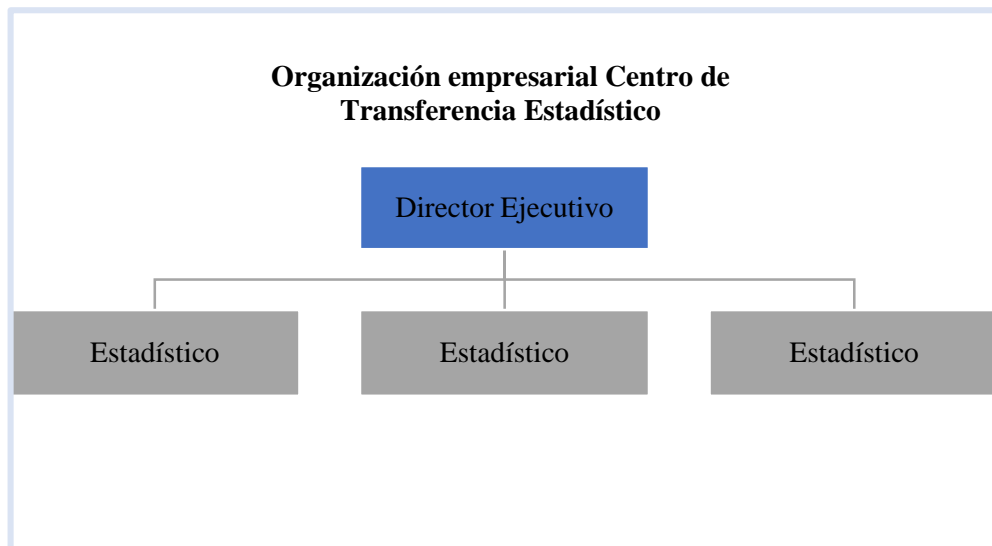 Organización empresarial Centro de
Transferencia Estadístico
Director Ejecutivo
Estadístico
Estadístico
Estadístico